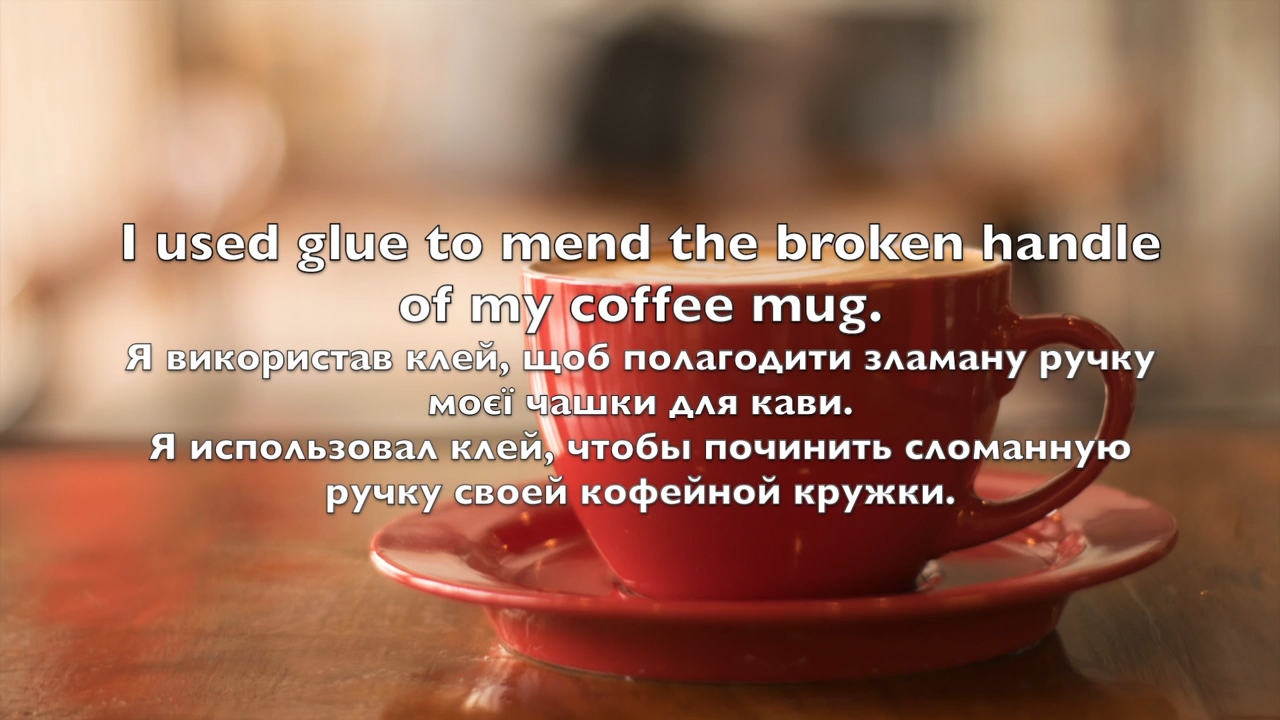 I used glue to mend the broken handle
of my coffee mug.
Я використав клей, щоб полагодити зламану ручку
моєї чашки для кави.
Я использовал клей, чтобы починить сломанную
ручку своей кофейной кружки.